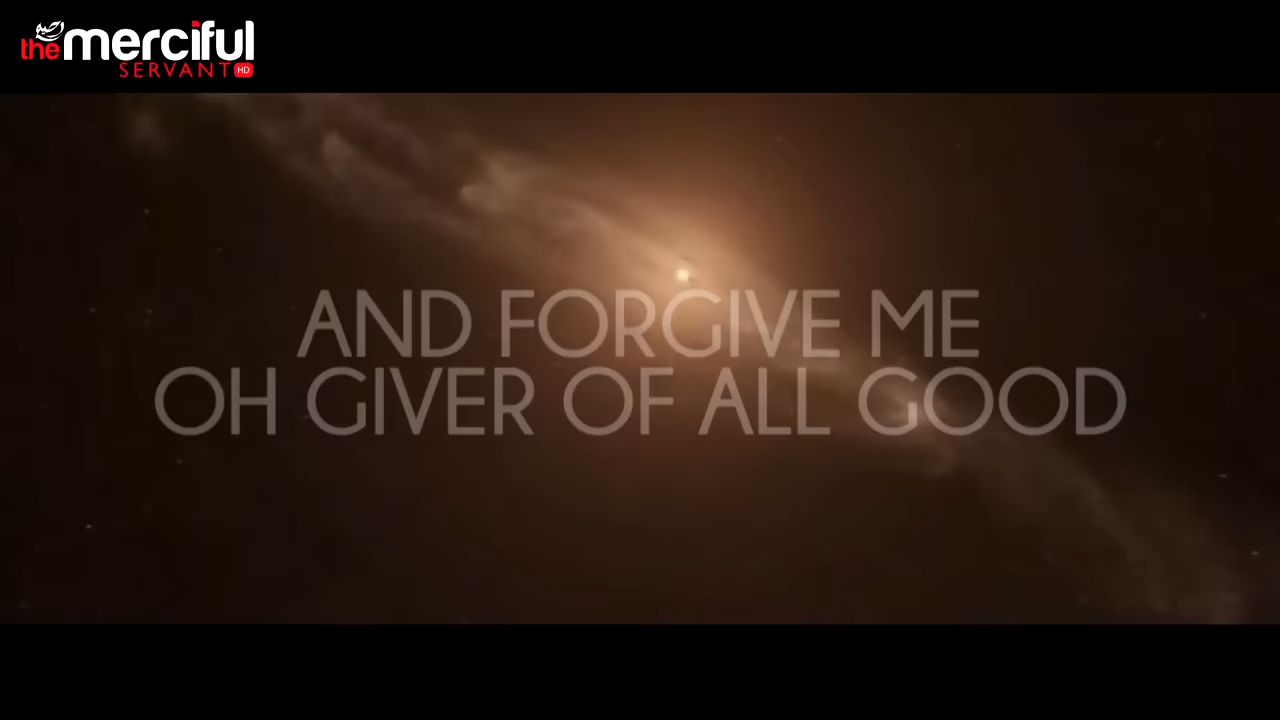 the merciful
SERVANT HD
AND FORGIVE ME
OH GIVER OF ALL GOOD